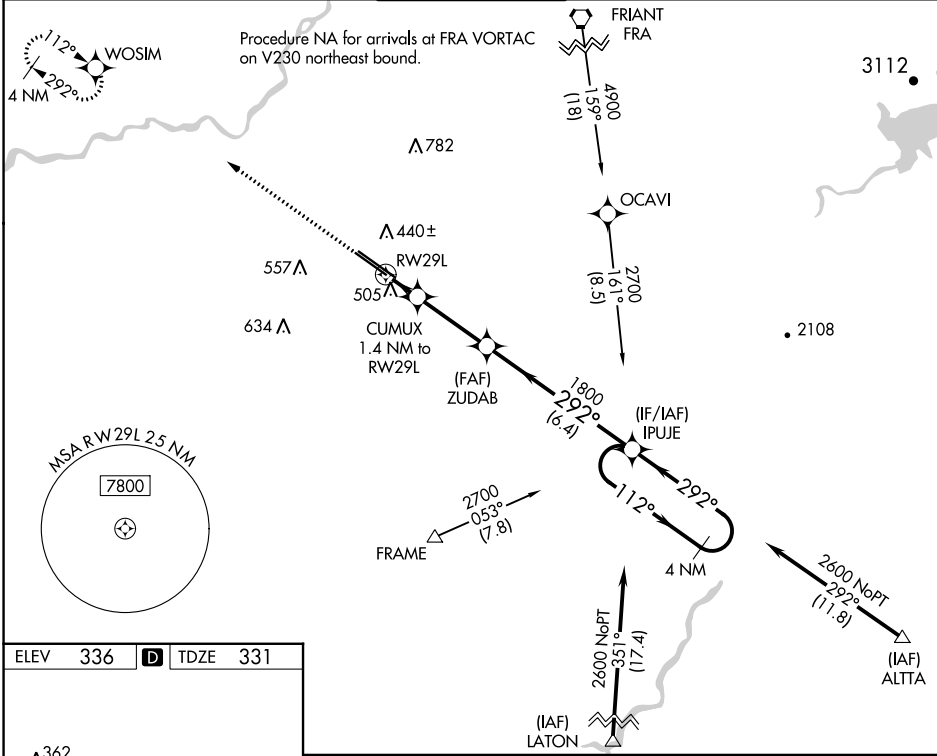 FRIANT
FRA
Procedure NA for arrivals at FRA VORTAC
on V230 northeast bound.
112°
WOSIM
292°
4 NM
3112
4900
159°
(18)
782
OCAVI
440±
RW29L
557
505
2700
161°
(8.5)
634
CUMUX
1.4 NM to
RW29L
2108
(FAF)
ZUDAB
1800
292°
(6.4)
(IF/IAF)
IPUJE
MSA RW29L 25 NM
7800
292°
112°
2700
053°
(7.8)
FRAME
4 NM
2600 NoPT
292°
(11.8)
2600 NoPT
351°
(17.4)
(IAF)
ALTTA
ELEV 336 D TDZE 331
(IAF)
LATON
362